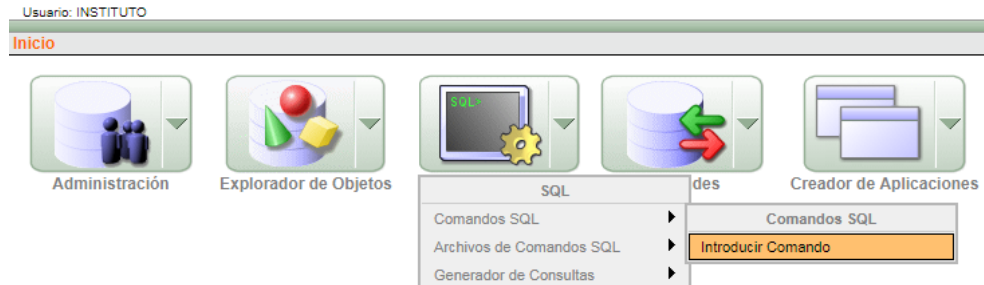 Usuario: INSTITUTO
Inicio
SQL>
Administración
Explorador de Objetos
des
Creador de Aplicaciones
SQL
Comandos SQL
Comandos SQL
Archivos de Comandos SQL
Introducir Comando
Generador de Consultas